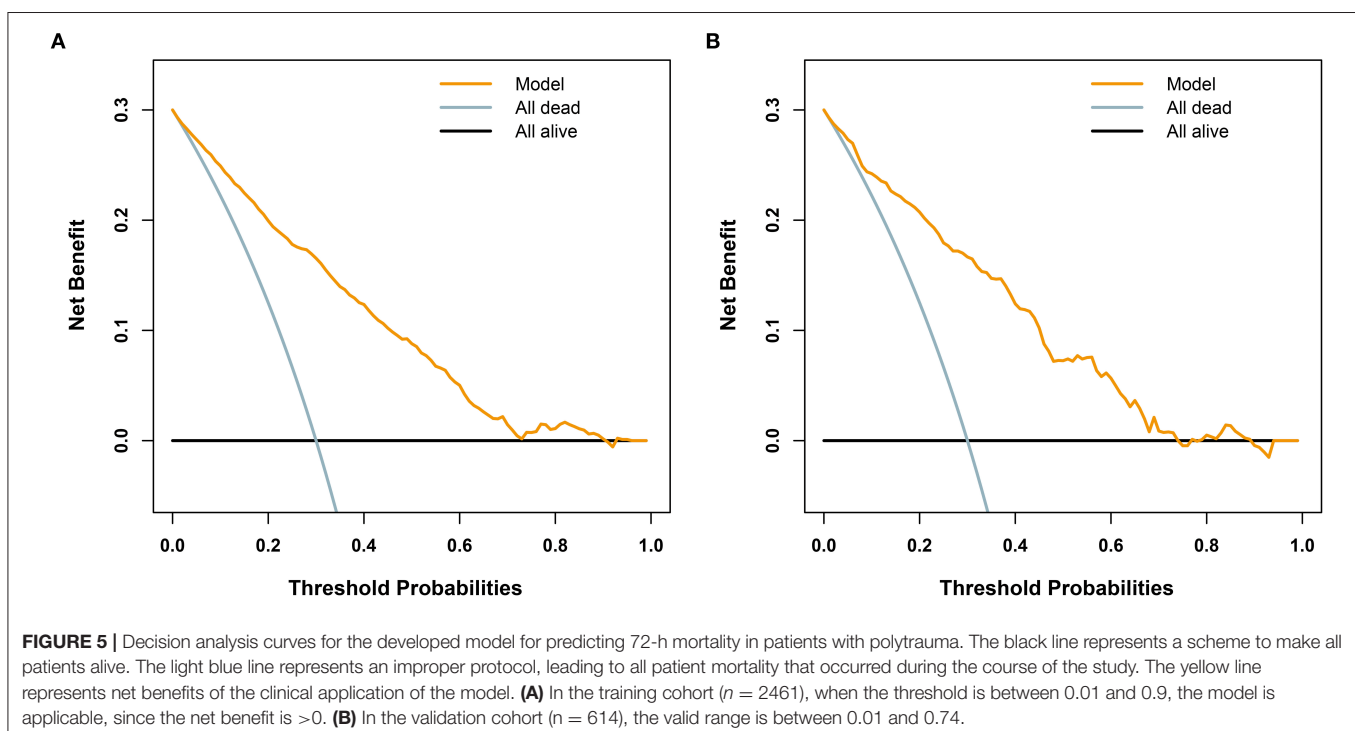 A
Model
All dead
All alive
Net Benefit
0.3
0.2
0.1
0.0
0.0 0.2 0.4 0.6 0.8 1.0
Threshold Probabilities
B
Model
All dead
All alive
Net Benefit
0.3
0.2
0.1
0.0
0.0 0.2 0.4 0.6 0.8 1.0
Threshold Probabilities
FIGURE 5 | Decision analysis curves for the developed model for predicting 72-h mortality in patients with polytrauma. The black line represents a scheme to make all
patients alive. The light blue line represents an improper protocol, leading to all patient mortality that occurred during the course of the study. The yellow line
represents net benefits of the clinical application of the model. (A) In the training cohort (n = 2461), when the threshold is between 0.01 and 0.9, the model is
applicable, since the net benefit is >0. (B) In the validation cohort (n = 614), the valid range is between 0.01 and 0.74.